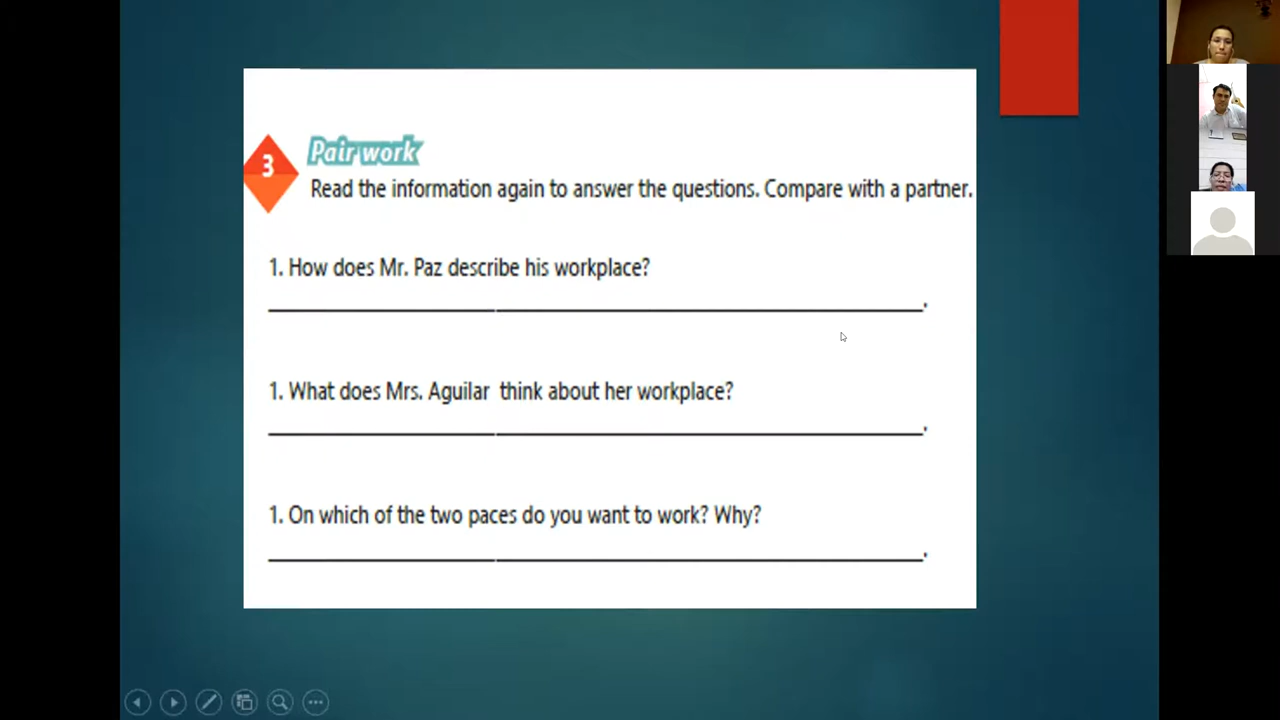 3
Pair work
Read the information again to answer the questions. Compare with a partner.
1. How does Mr. Paz describe his workplace?
1. What does Mrs. Aguilar think about her workplace?
1. On which of the two paces do you want to work? Why?